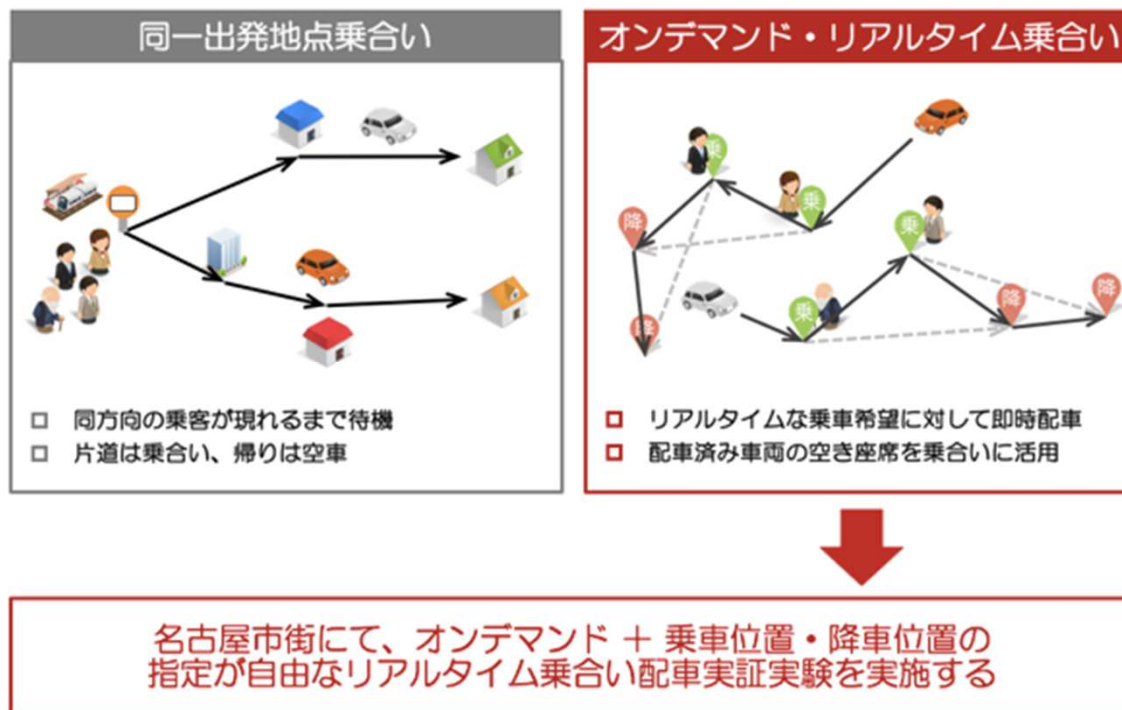 同一出発地点乗合い
同方向の乗客が現れるまで待機
片道は乗合い、帰りは空車
オンデマンド・リアルタイム乗合い
乗
乗
降
乗
乗
降
降
降
リアルタイムな乗車希望に対して即時配車
配車済み車両の空き座席を乗合いに活用
名古屋市街にて、オンデマンド + 乗車位置・降車位置の
指定が自由なリアルタイム乗合い配車実証実験を実施する